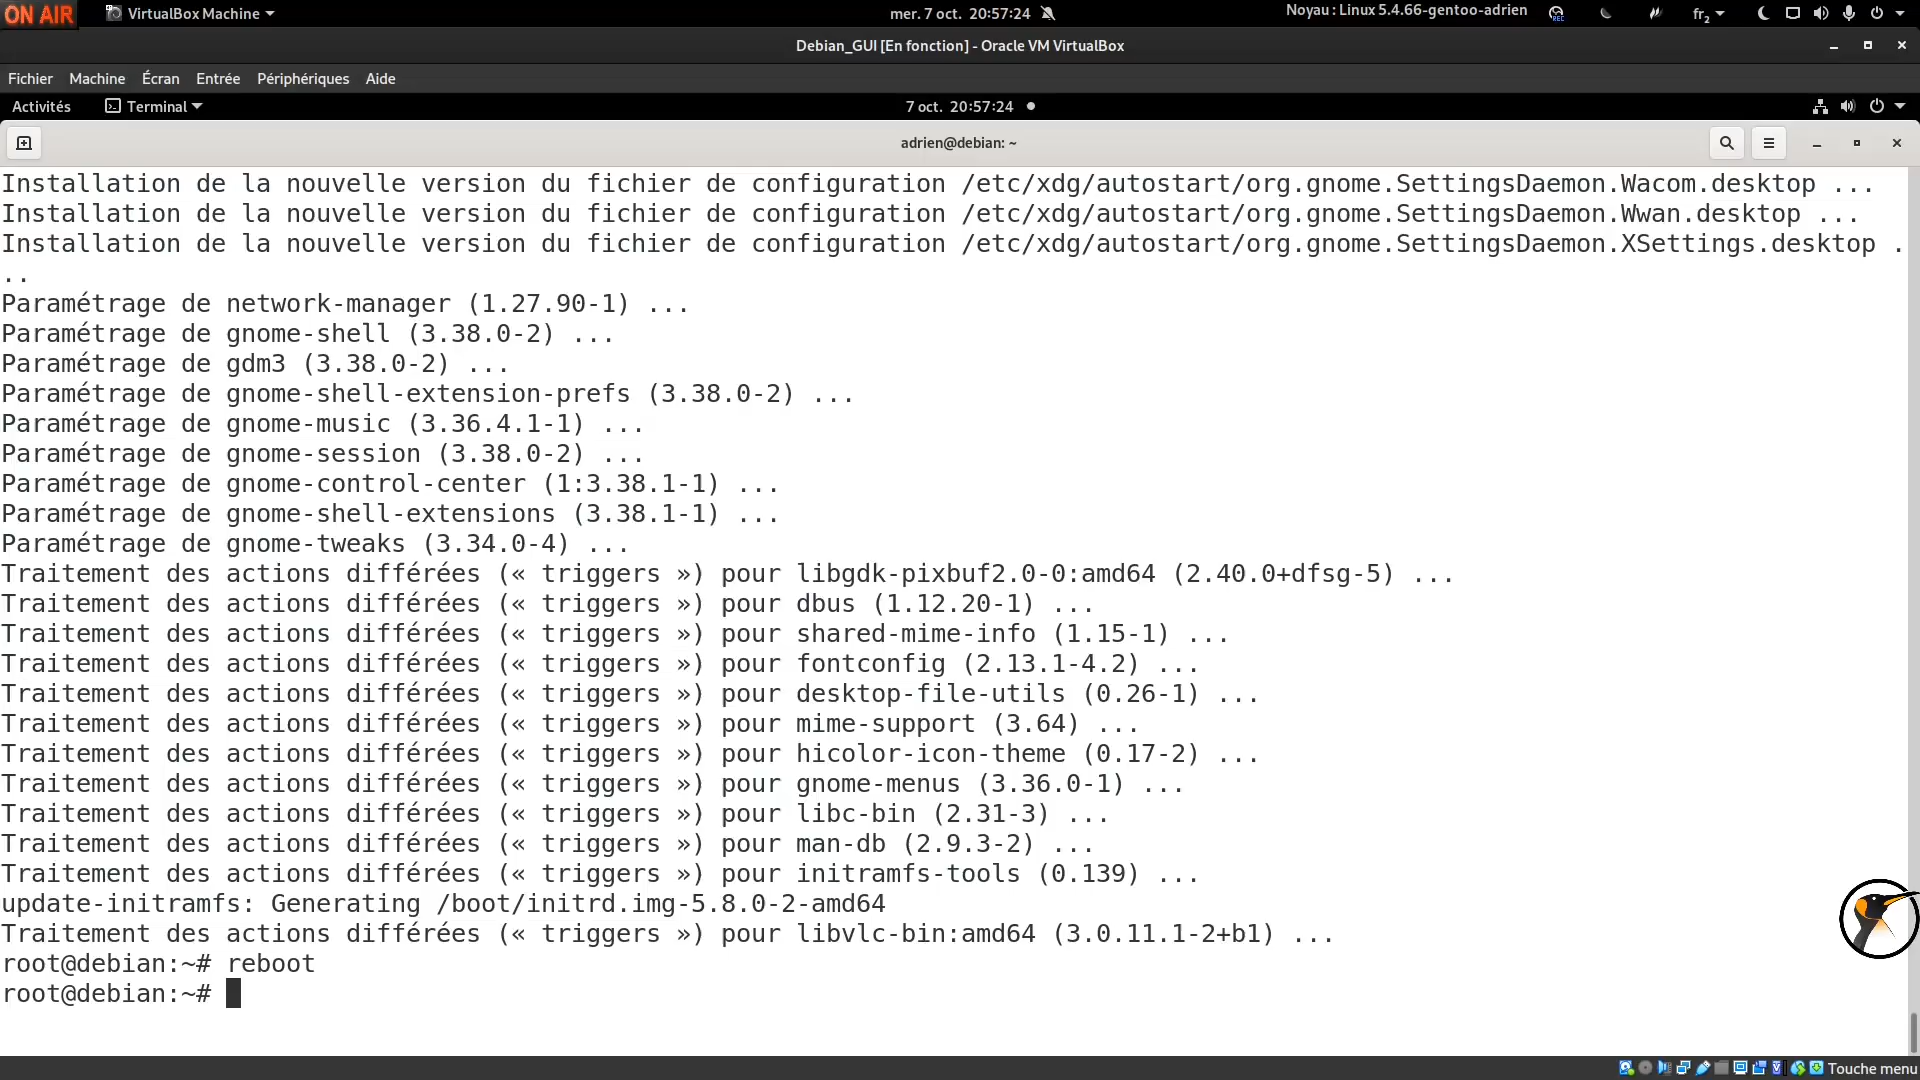 ON AIR
VirtualBox Machine
mer. 7 oct. 20:57:24
Noyau : Linux 5.4.66-gentoo-adrien
REC
fr2
Debian_GUI [En fonction] - Oracle VM VirtualBox
Fichier Machine Écran Entrée Périphériques Aide
Activités Terminal 7 oct. 20:57:24
adrien@debian: ~
Installation de la nouvelle version du fichier de configuration /etc/xdg/autostart/org.gnome.SettingsDaemon.Wacom.desktop ...
Installation de la nouvelle version du fichier de configuration /etc/xdg/autostart/org.gnome.SettingsDaemon.Wwan.desktop ...
Installation de la nouvelle version du fichier de configuration /etc/xdg/autostart/org.gnome.SettingsDaemon.XSettings.desktop .
..
Paramétrage de network-manager (1.27.90-1) ...
Paramétrage de gnome-shell (3.38.0-2) ...
Paramétrage de gdm3 (3.38.0-2) ...
Paramétrage de gnome-shell-extension-prefs (3.38.0-2) ...
Paramétrage de gnome-music (3.36.4.1-1) ...
Paramétrage de gnome-session (3.38.0-2) ...
Paramétrage de gnome-control-center (1:3.38.1-1) ...
Paramétrage de gnome-shell-extensions (3.38.1-1) ...
Paramétrage de gnome-tweaks (3.34.0-4) ...
Traitement des actions différées (« triggers ») pour libgdk-pixbuf2.0-0:amd64 (2.40.0+dfsg-5) ...
Traitement des actions différées (« triggers ») pour dbus (1.12.20-1) ...
Traitement des actions différées (« triggers ») pour shared-mime-info (1.15-1) ...
Traitement des actions différées (« triggers ») pour fontconfig (2.13.1-4.2) ...
Traitement des actions différées (« triggers ») pour desktop-file-utils (0.26-1) ...
Traitement des actions différées (« triggers ») pour mime-support (3.64) ...
Traitement des actions différées (« triggers ») pour hicolor-icon-theme (0.17-2) ...
Traitement des actions différées (« triggers ») pour gnome-menus (3.36.0-1) ...
Traitement des actions différées (« triggers ») pour libc-bin (2.31-3) ...
Traitement des actions différées (« triggers ») pour man-db (2.9.3-2) ...
Traitement des actions différées (« triggers ») pour initramfs-tools (0.139) ...
update-initramfs: Generating /boot/initrd.img-5.8.0-2-amd64
Traitement des actions différées (« triggers ») pour libvlc-bin:amd64 (3.0.11.1-2+b1) ...
root@debian:~# reboot
root@debian:~#
Touche menu